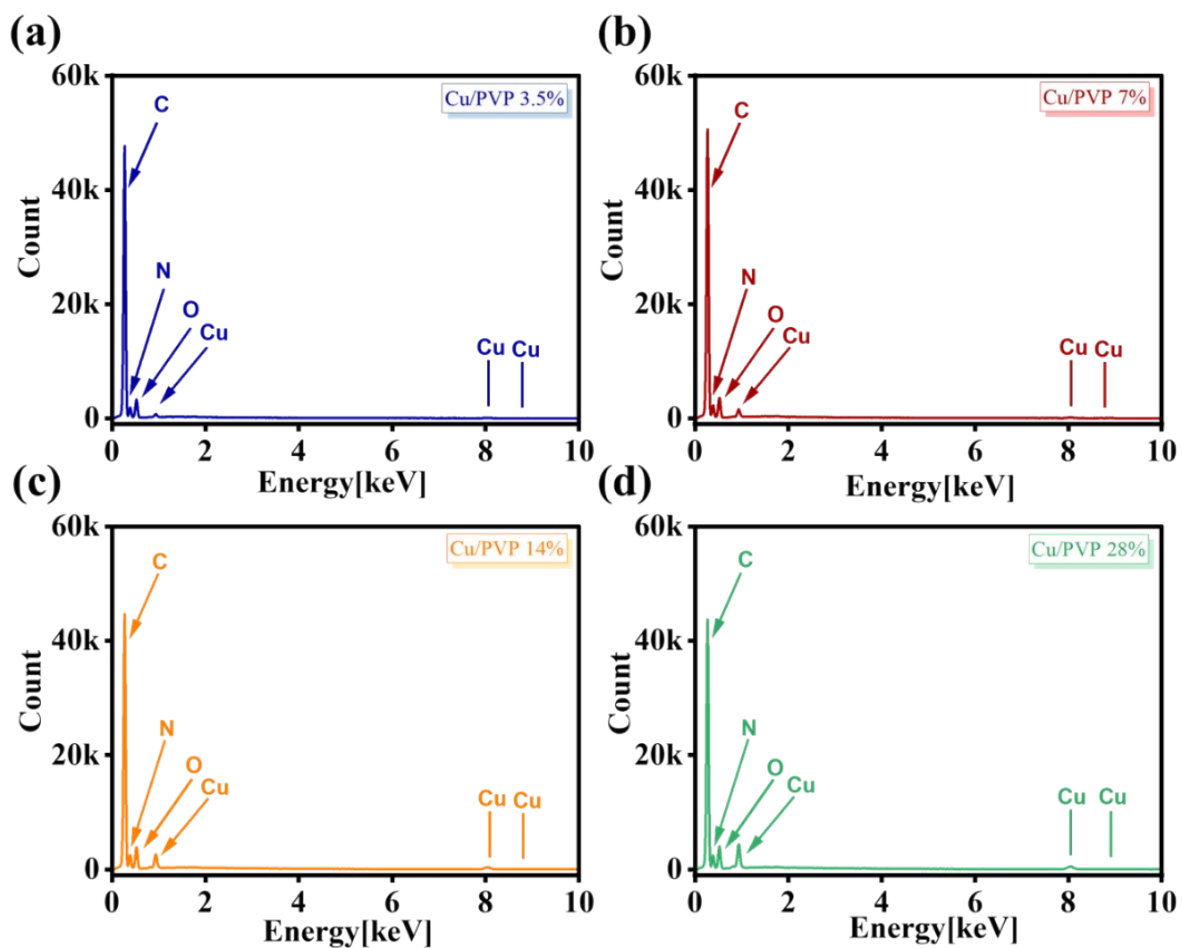 (a)
60k
Cu/PVP 3.5%
C
40k
Count
N
20k
O
Cu
Cu Cu
0
0 2 4 6 8 10
Energy[keV]
(b)
60k
Cu/PVP 7%
C
40k
Count
N
20k
O
Cu
Cu Cu
0
0 2 4 6 8 10
Energy[keV]
(c)
60k
Cu/PVP 14%
C
40k
Count
N
20k
O
Cu
Cu Cu
0
0 2 4 6 8 10
Energy[keV]
(d)
60k
Cu/PVP 28%
C
40k
Count
N
20k
O
Cu
Cu Cu
0
0 2 4 6 8 10
Energy[keV]